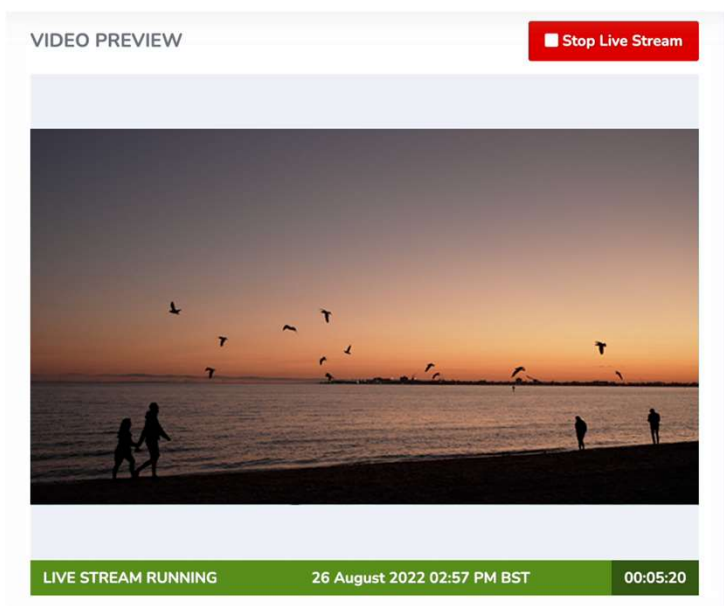 VIDEO PREVIEW
Stop Live Stream
LIVE STREAM RUNNING
26 August 2022 02:57 PM BST
00:05:20